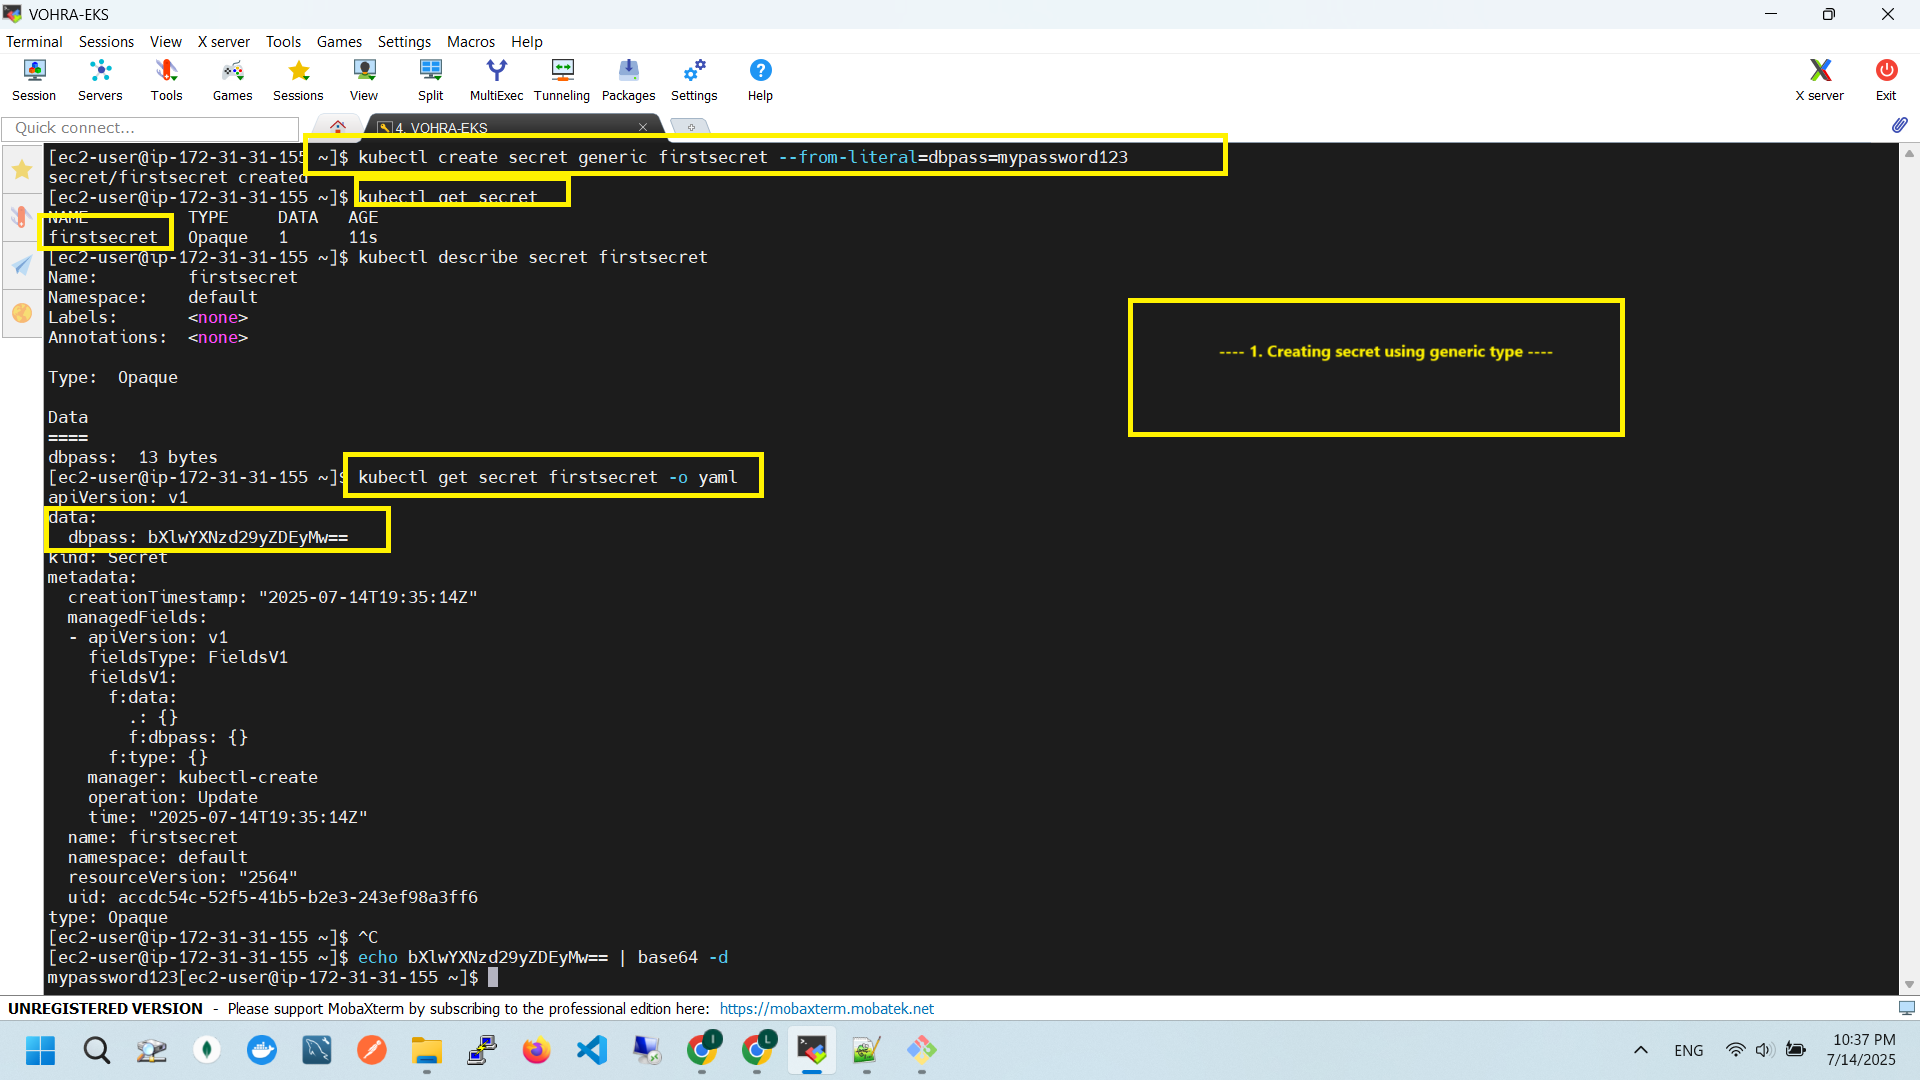 VOHRA-EKS
Terminal Sessions View X server Tools Games Settings Macros Help
Session Servers Tools Games Sessions View Split MultiExec Tunneling Packages Settings Help X server Exit
Quick connect... 4. VOHRA-EKS
[ec2-user@ip-172-31-31-155 ~]$ kubectl create secret generic firstsecret --from-literal=dbpass=mypassword123
secret/firstsecret created
[ec2-user@ip-172-31-31-155 ~]$ kubectl get secret
NAME TYPE DATA AGE
firstsecret Opaque 1 11s
[ec2-user@ip-172-31-31-155 ~]$ kubectl describe secret firstsecret
Name: firstsecret
Namespace: default
Labels: <none>
Annotations: <none>
---- 1. Creating secret using generic type ----
Type: Opaque
Data
====
dbpass: 13 bytes
[ec2-user@ip-172-31-31-155 ~]$ kubectl get secret firstsecret -o yaml
apiVersion: v1
data:
  dbpass: bXlwYXNzd29yZDEyMw==
kind: Secret
metadata:
  creationTimestamp: "2025-07-14T19:35:14Z"
  managedFields:
  - apiVersion: v1
    fieldsType: FieldsV1
    fieldsV1:
      f:data:
        .: {}
        f:dbpass: {}
      f:type: {}
    manager: kubectl-create
    operation: Update
    time: "2025-07-14T19:35:14Z"
  name: firstsecret
  namespace: default
  resourceVersion: "2564"
  uid: accdc54c-52f5-41b5-b2e3-243ef98a3ff6
type: Opaque
[ec2-user@ip-172-31-31-155 ~]$ ^C
[ec2-user@ip-172-31-31-155 ~]$ echo bXlwYXNzd29yZDEyMw== | base64 -d
mypassword123[ec2-user@ip-172-31-31-155 ~]$
UNREGISTERED VERSION - Please support MobaXterm by subscribing to the professional edition here: https://mobaxterm.mobatek.net
ENG 10:37 PM
7/14/2025